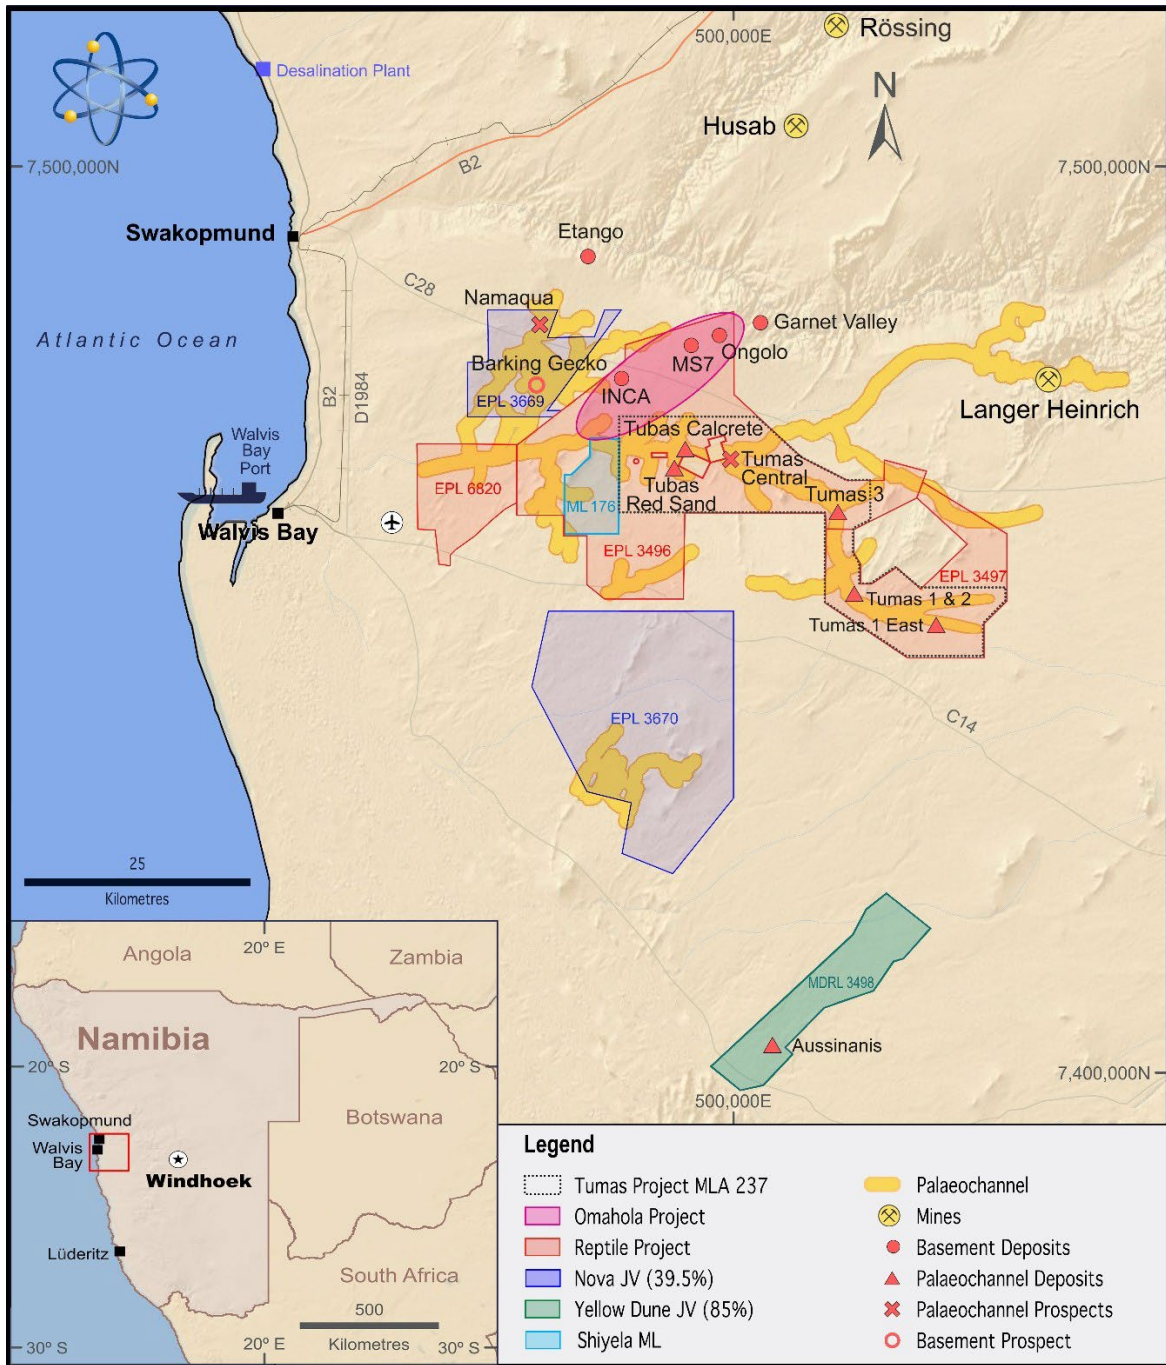 500,000E
Rössing
Desalination Plant
N
Husab
B2
7,500,000N
7,500,000N
Swakopmund
Etango
C28
Namaqua
Garnet Valley
Atlantic Ocean
Ongolo
MS7
Barking Gecko
INCA
EPL 3669
B2
D1984
Langer Heinrich
Tubas Calcrete
Walvis
Bay
Port
Tumas
Central
EPL 6820
Tubas
Red Sand
Tumas 3
ML 176
Walvis Bay
EPL 3496
EPL 3497
Tumas 1 & 2
Tumas 1 East
EPL 3670
C14
25
Kilometres
MDRL 3498
Aussinanis
7,400,000N
500,000E
Angola
20° E
Zambia
Namibia
20° S
20° S
Swakopmund
Walvis
Bay
Botswana
Windhoek
Lüderitz
South Africa
500
Kilometres
30° S
20° E
30° S
Legend
Tumas Project MLA 237
Omahola Project
Reptile Project
Nova JV (39.5%)
Yellow Dune JV (85%)
Shiyela ML
Palaeochannel
Mines
Basement Deposits
Palaeochannel Deposits
Palaeochannel Prospects
Basement Prospect